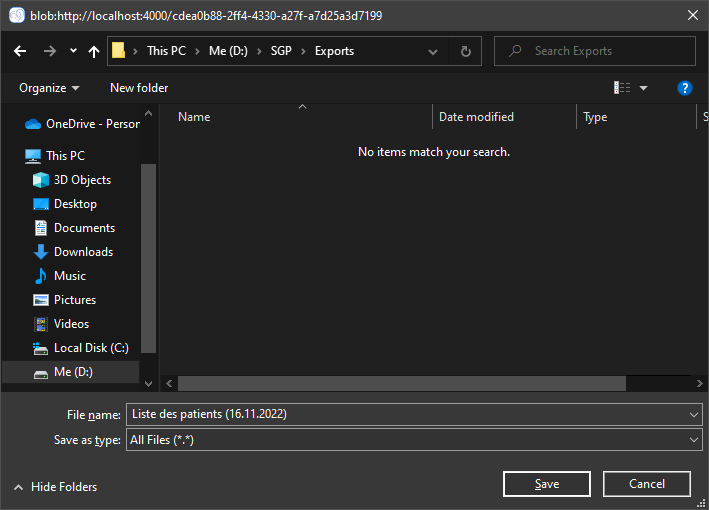 blob:http://localhost:4000/cdea0b88-2ff4-4330-a27f-a7d25a3d7199
This PC > Me (D:) > SGP > Exports
Search Exports
Organize
New folder
Name
Date modified
Type
S
No items match your search.
OneDrive - Person
This PC
3D Objects
Desktop
Documents
Downloads
Music
Pictures
Videos
Local Disk (C:)
Me (D:)
File name: Liste des patients (16.11.2022)
Save as type: All Files (*.*)
Hide Folders
Save
Cancel